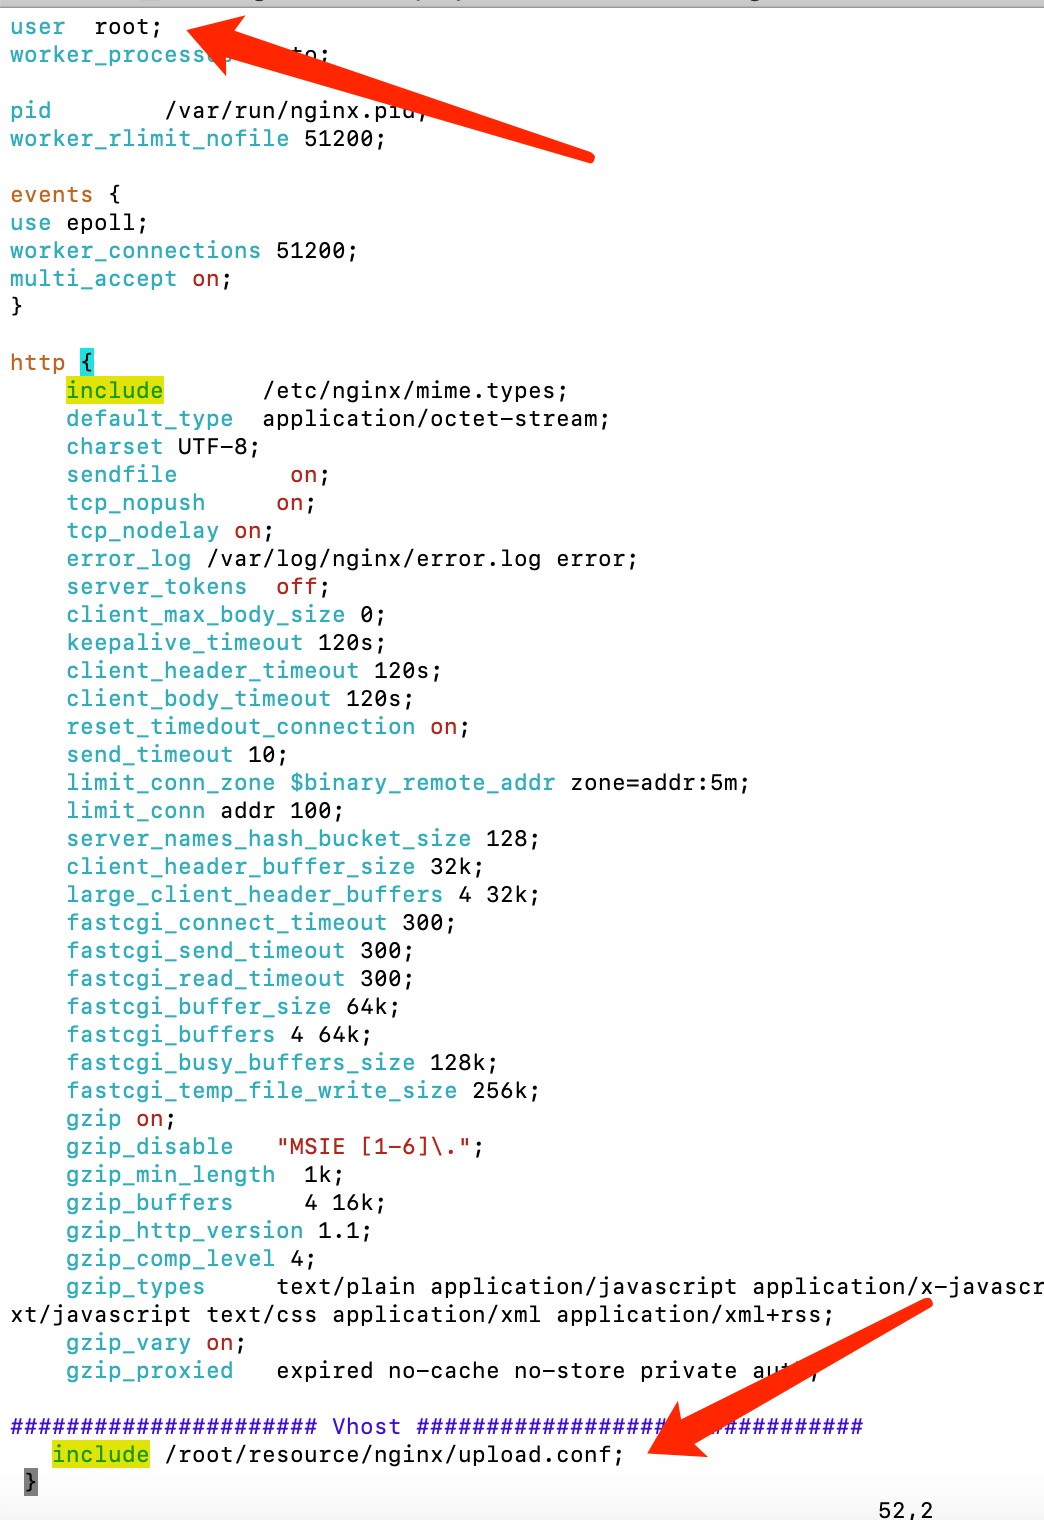 user  root;
worker_processes to;
pid        /var/run/nginx.pid;
worker_rlimit_nofile 51200;
events {
use epoll;
worker_connections 51200;
multi_accept on;
}
http {
    include       /etc/nginx/mime.types;
    default_type  application/octet-stream;
    charset UTF-8;
    sendfile        on;
    tcp_nopush     on;
    tcp_nodelay on;
    error_log /var/log/nginx/error.log error;
    server_tokens  off;
    client_max_body_size 0;
    keepalive_timeout 120s;
    client_header_timeout 120s;
    client_body_timeout 120s;
    reset_timedout_connection on;
    send_timeout 10;
    limit_conn_zone $binary_remote_addr zone=addr:5m;
    limit_conn addr 100;
    server_names_hash_bucket_size 128;
    client_header_buffer_size 32k;
    large_client_header_buffers 4 32k;
    fastcgi_connect_timeout 300;
    fastcgi_send_timeout 300;
    fastcgi_read_timeout 300;
    fastcgi_buffer_size 64k;
    fastcgi_buffers 4 64k;
    fastcgi_busy_buffers_size 128k;
    fastcgi_temp_file_write_size 256k;
    gzip on;
    gzip_disable   "MSIE [1-6]\.";
    gzip_min_length  1k;
    gzip_buffers     4 16k;
    gzip_http_version 1.1;
    gzip_comp_level 4;
    gzip_types     text/plain application/javascript application/x-javascr
xt/javascript text/css application/xml application/xml+rss;
    gzip_vary on;
    gzip_proxied   expired no-cache no-store private
###################### Vhost ################################
   include /root/resource/nginx/upload.conf;
 }
52,2